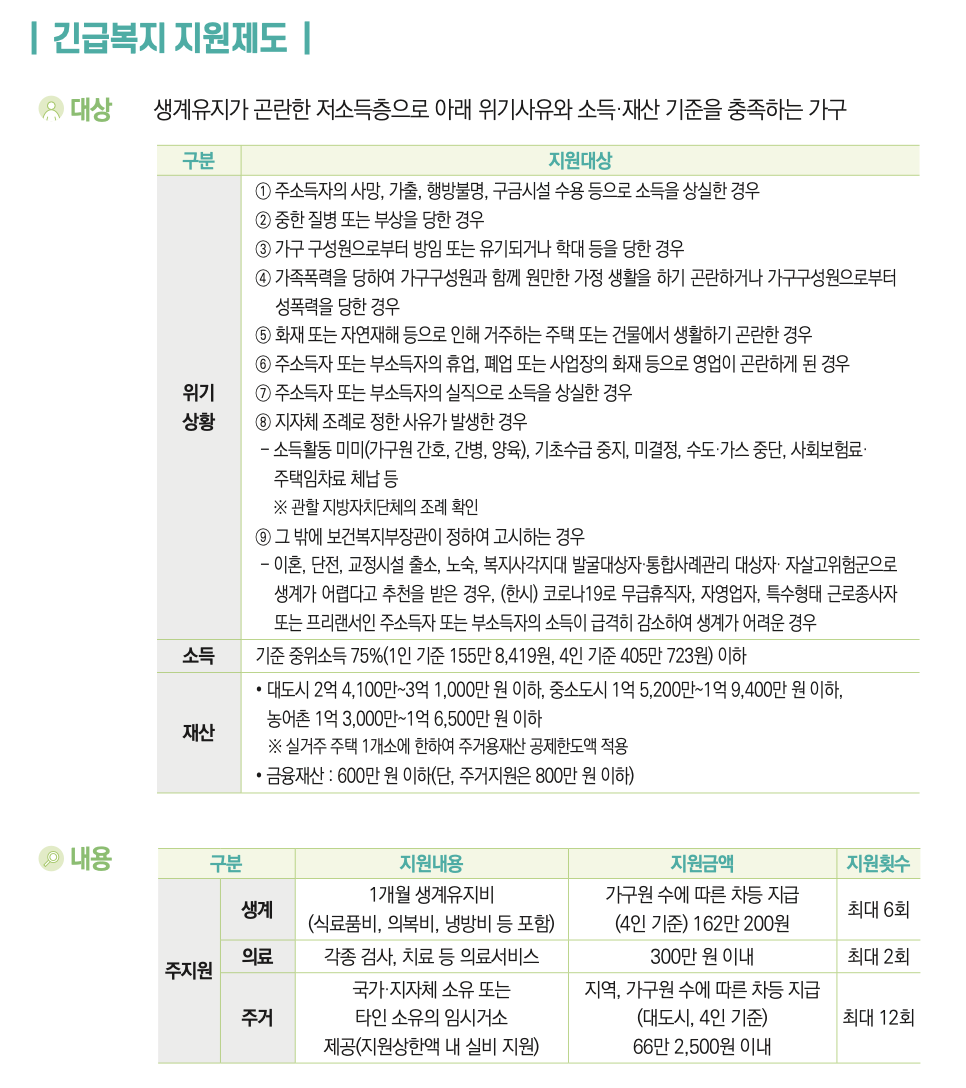 | 긴급복지 지원제도 |
대상
생계유지가 곤란한 저소득층으로 아래 위기사유와 소득·재산 기준을 충족하는 가구
구분 지원대상
위기
상황
① 주소득자의 사망, 가출, 행방불명, 구금시설 수용 등으로 소득을 상실한 경우
② 중한 질병 또는 부상을 당한 경우
③ 가구 구성원으로부터 방임 또는 유기되거나 학대 등을 당한 경우
④ 가족폭력을 당하여 가구구성원과 함께 원만한 가정 생활을 하기 곤란하거나 가구구성원으로부터
성폭력을 당한 경우
⑤ 화재 또는 자연재해 등으로 인해 거주하는 주택 또는 건물에서 생활하기 곤란한 경우
⑥ 주소득자 또는 부소득자의 휴업, 폐업 또는 사업장의 화재 등으로 영업이 곤란하게 된 경우
⑦ 주소득자 또는 부소득자의 실직으로 소득을 상실한 경우
⑧ 지자체 조례로 정한 사유가 발생한 경우
- 소득활동 미미(가구원 간호, 간병, 양육), 기초수급 중지, 미결정, 수도·가스 중단, 사회보험료·
주택임차료 체납 등
※ 관할 지방자치단체의 조례 확인
⑨ 그 밖에 보건복지부장관이 정하여 고시하는 경우
- 이혼, 단전, 교정시설 출소, 노숙, 복지사각지대 발굴대상자·통합사례관리 대상자· 자살고위험군으로
생계가 어렵다고 추천을 받은 경우, (한시) 코로나19로 무급휴직자, 자영업자, 특수형태 근로종사자
또는 프리랜서인 주소득자 또는 부소득자의 소득이 급격히 감소하여 생계가 어려운 경우
소득 기준 중위소득 75%(1인 기준 155만 8,419원, 4인 기준 405만 723원) 이하
재산
• 대도시 2억 4,100만~3억 1,000만 원 이하, 중소도시 1억 5,200만~1억 9,400만 원 이하,
농어촌 1억 3,000만~1억 6,500만 원 이하
※ 실거주 주택 1개소에 한하여 주거용재산 공제한도액 적용
• 금융재산 : 600만 원 이하(단, 주거지원은 800만 원 이하)
내용
구분 지원내용 지원금액 지원횟수
주지원
생계
1개월 생계유지비
(식료품비, 의복비, 냉방비 등 포함)
가구원 수에 따른 차등 지급
(4인 기준) 162만 200원
최대 6회
의료 각종 검사, 치료 등 의료서비스 300만 원 이내 최대 2회
주거
국가·지자체 소유 또는
타인 소유의 임시거소
제공(지원상한액 내 실비 지원)
지역, 가구원 수에 따른 차등 지급
(대도시, 4인 기준)
66만 2,500원 이내
최대 12회